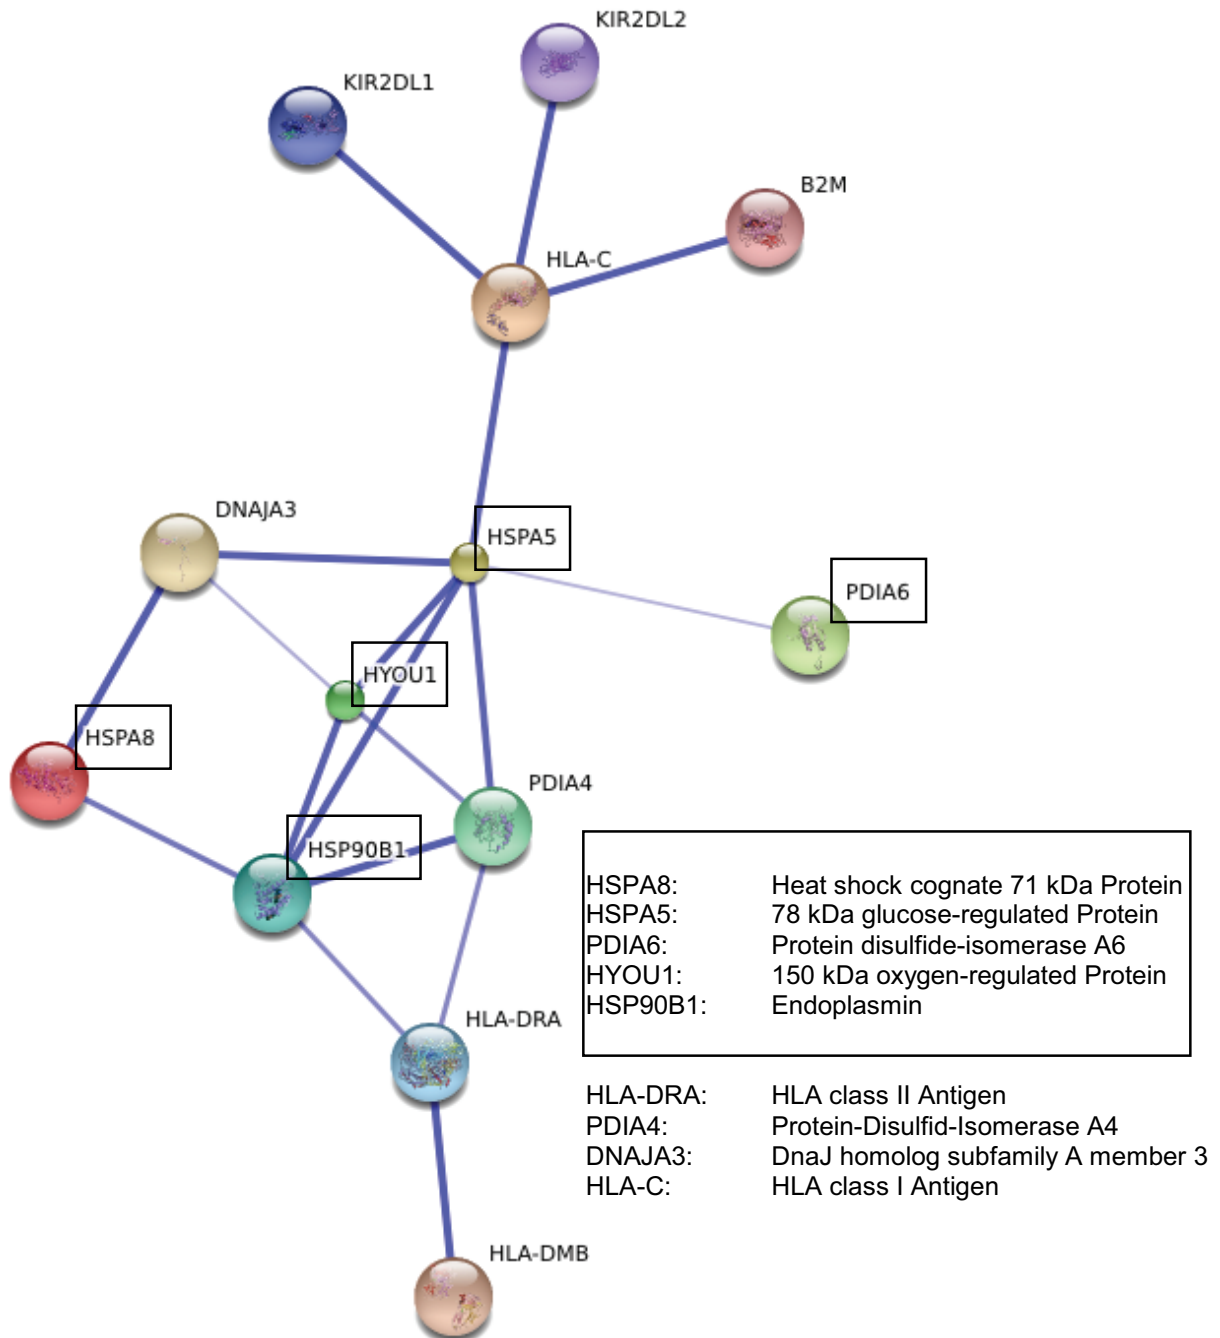 KIR2DL2
KIR2DL1
B2M
HLA-C
DNAJA3
HSPA5
PDIA6
HYOU1
HSPA8
PDIA4
HSP90B1
HSPA8: Heat shock cognate 71 kDa Protein
HSPA5: 78 kDa glucose-regulated Protein
PDIA6: Protein disulfide-isomerase A6
HYOU1: 150 kDa oxygen-regulated Protein
HSP90B1: Endoplasmin
HLA-DRA
HLA-DRA: HLA class II Antigen
PDIA4: Protein-Disulfid-Isomerase A4
DNAJA3: DnaJ homolog subfamily A member 3
HLA-C: HLA class I Antigen
HLA-DMB